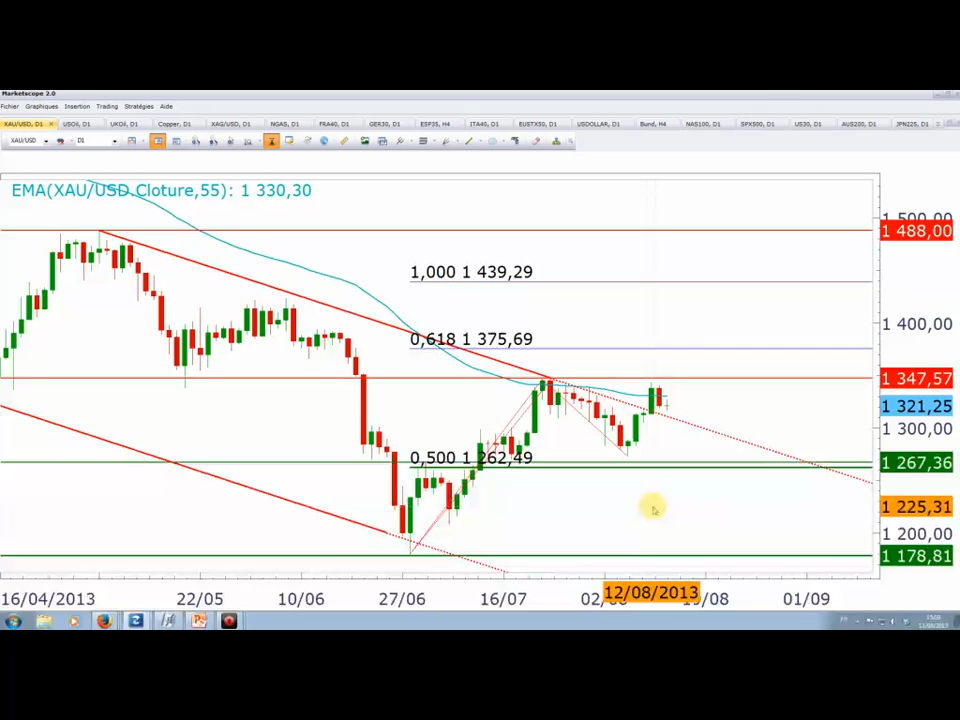 Marketscope 2.0
Fichier Graphiques Insertion Trading Stratégies Aide
XAU/USD, D1 USOil, D1 UKOil, D1 Copper, D1 XAG/USD, D1 NGAS, D1 FRA40, D1 GER30, D1 ESP35, H4 ITA40, D1 EUSTX50, D1 USDOLLAR, D1 Bund, H4 NAS100, D1 SPX500, D1 US30, D1 AUS200, D1 JPN225, D1
XAU/USD D1
EMA(XAU/USD.Cloture,55): 1 330,30
1 500,00
1 488,00
1,000 1 439,29
1 400,00
0,618 1 375,69
1 347,57
1 321,25
1 300,00
0,500 1 262,49
1 267,36
1 225,31
1 200,00
1 178,81
16/04/2013 22/05 10/06 27/06 16/07 12/08/2013 01/09
FR